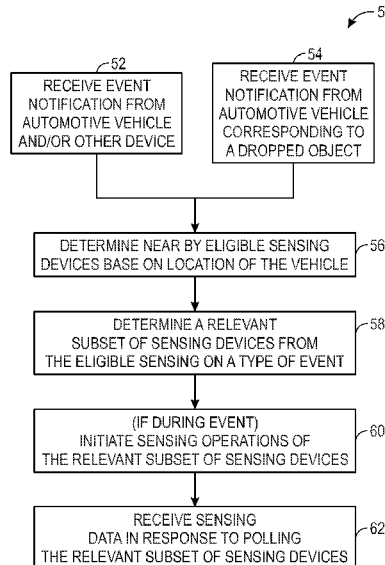 5
52
RECEIVE EVENT
NOTIFICATION FROM
AUTOMOTIVE VEHICLE
AND/OR OTHER DEVICE
54
RECEIVE EVENT
NOTIFICATION FROM
AUTOMOTIVE VEHICLE
CORRESPONDING TO
A DROPPED OBJECT
DETERMINE NEAR BY ELIGIBLE SENSING
DEVICES BASE ON LOCATION OF THE VEHICLE
56
DETERMINE A RELEVANT
SUBSET OF SENSING DEVICES FROM
THE ELIGIBLE SENSING ON A TYPE OF EVENT
58
(IF DURING EVENT)
INITIATE SENSING OPERATIONS OF
THE RELEVANT SUBSET OF SENSING DEVICES
60
RECEIVE SENSING
DATA IN RESPONSE TO POLLING
THE RELEVANT SUBSET OF SENSING DEVICES
62